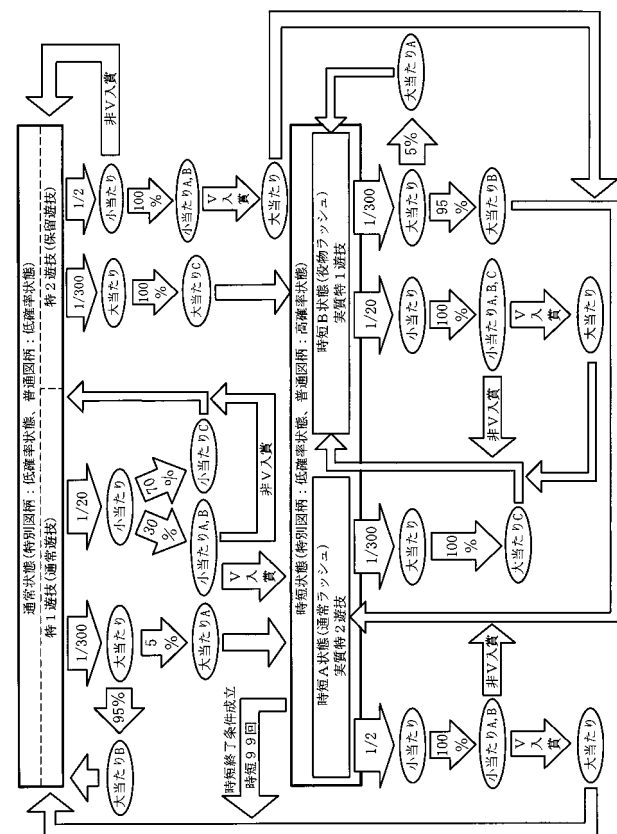 通常状態(特別図柄:低確率状態、普通図柄:低確率状態)
特1遊技(通常遊技)
特2遊技(保留遊技)
1/300
大当たり
95%
大当たりB
5
%
大当たりA
1/20
小当たり
30
%
70
%
小当たりA,B
小当たりC
V入賞
非V入賞
1/300
大当たり
100
%
大当たりC
1/2
小当たり
100
%
小当たりA,B
V入賞
大当たり
非V入賞
時短終了条件成立
時短99回
時短状態(特別図柄:低確率状態、普通図柄:高確率状態)
時短A状態(通常ラッシュ)
実質特2遊技
時短B状態(役物ラッシュ)
実質特1遊技
1/2
小当たり
100
%
小当たりA,B
V入賞
大当たり
非V入賞
1/300
大当たり
100
%
大当たりC
1/20
小当たり
100
%
小当たりA,B,C
V入賞
大当たり
非V入賞
1/300
大当たり
95
%
大当たりB
5%
大当たりA